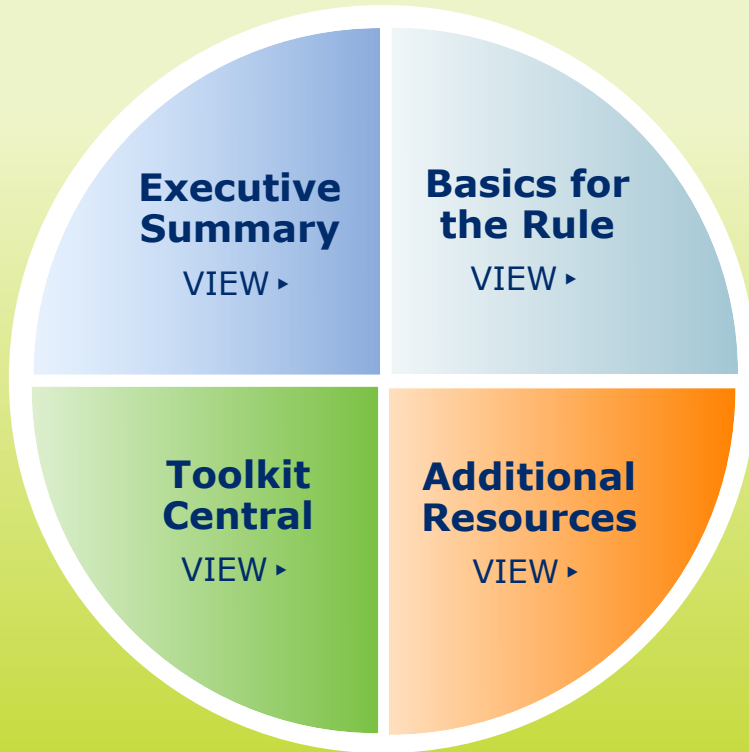 Executive
Summary
VIEW ▸
Basics for
the Rule
VIEW ▸
Toolkit
Central
VIEW ▸
Additional
Resources
VIEW ▸